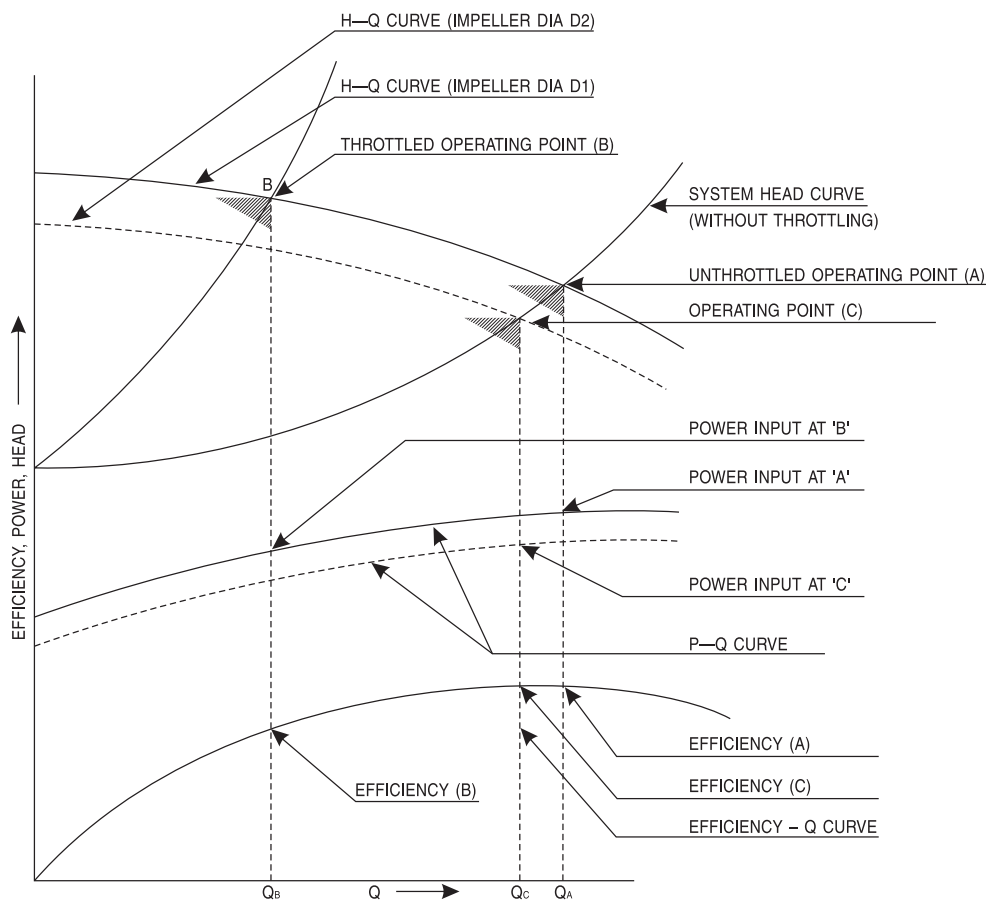 H—Q CURVE (IMPELLER DIA D2)
H—Q CURVE (IMPELLER DIA D1)
THROTTLED OPERATING POINT (B)
B
SYSTEM HEAD CURVE
(WITHOUT THROTTLING)
UNTHROTTLED OPERATING POINT (A)
OPERATING POINT (C)
POWER INPUT AT 'B'
POWER INPUT AT 'A'
EFFICIENCY, POWER, HEAD
POWER INPUT AT 'C'
P—Q CURVE
EFFICIENCY (A)
EFFICIENCY (B)
EFFICIENCY (C)
EFFICIENCY – Q CURVE
QB Q QC QA